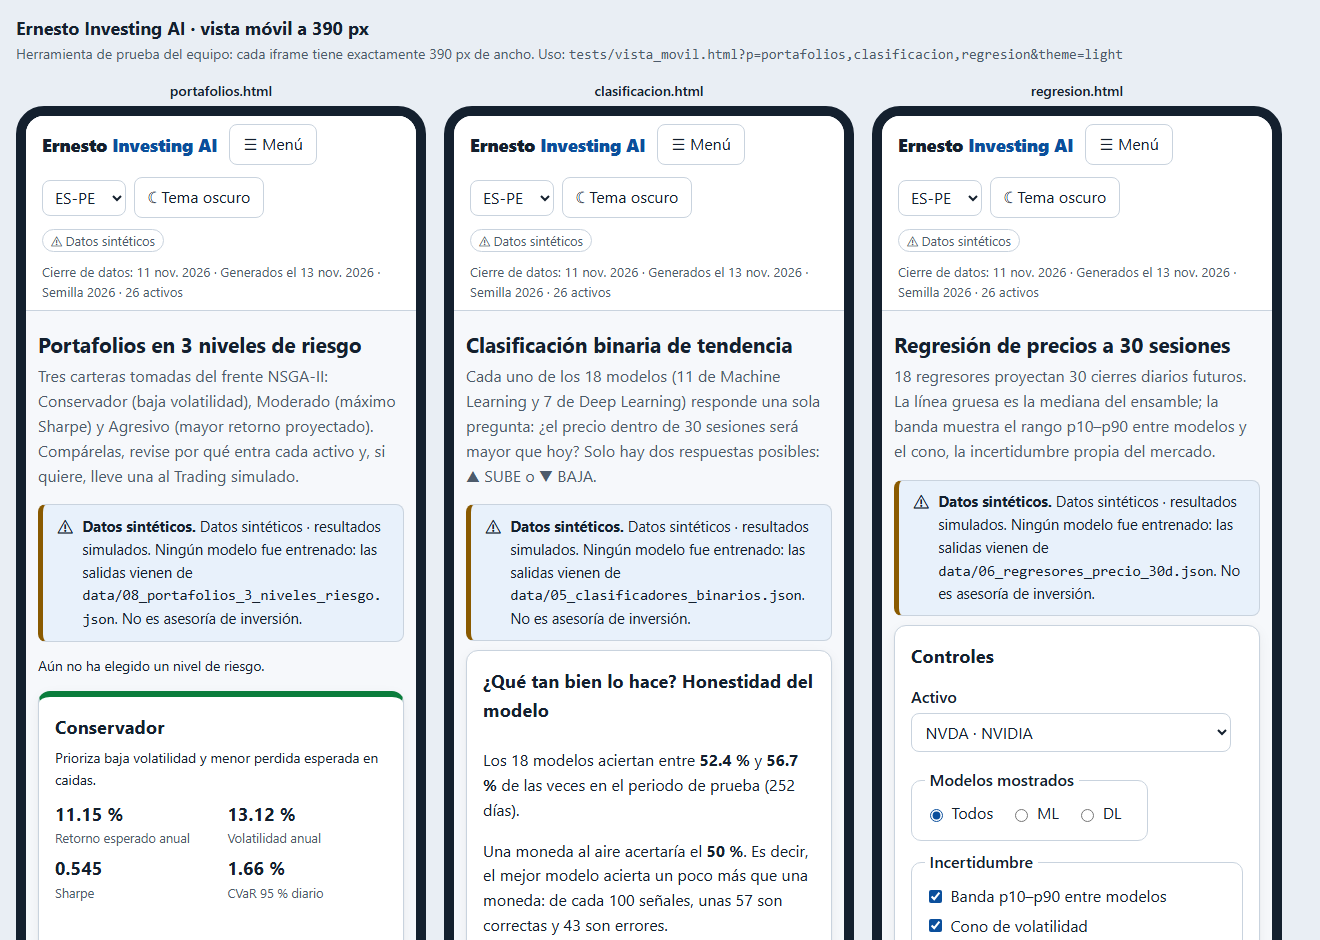 Ernesto Investing AI · vista móvil a 390 px
Herramienta de prueba del equipo: cada iframe tiene exactamente 390 px de ancho. Uso: tests/vista_movil.html?p=portafolios,clasificacion,regresion&theme=light
portafolios.html
Ernesto Investing AI ☰ Menú
ES-PE ☾ Tema oscuro
⚠ Datos sintéticos
Cierre de datos: 11 nov. 2026 · Generados el 13 nov. 2026 ·
Semilla 2026 · 26 activos
Portafolios en 3 niveles de riesgo
Tres carteras tomadas del frente NSGA-II:
Conservador (baja volatilidad), Moderado (máximo
Sharpe) y Agresivo (mayor retorno proyectado).
Compárelas, revise por qué entra cada activo y, si
quiere, lleve una al Trading simulado.
⚠ Datos sintéticos. Datos sintéticos · resultados
simulados. Ningún modelo fue entrenado: las
salidas vienen de
data/08_portafolios_3_niveles_riesgo.
json. No es asesoría de inversión.
Aún no ha elegido un nivel de riesgo.
Conservador
Prioriza baja volatilidad y menor perdida esperada en
caidas.
11.15 % 13.12 %
Retorno esperado anual Volatilidad anual
0.545 1.66 %
Sharpe CVaR 95 % diario
clasificacion.html
Ernesto Investing AI ☰ Menú
ES-PE ☾ Tema oscuro
⚠ Datos sintéticos
Cierre de datos: 11 nov. 2026 · Generados el 13 nov. 2026 ·
Semilla 2026 · 26 activos
Clasificación binaria de tendencia
Cada uno de los 18 modelos (11 de Machine
Learning y 7 de Deep Learning) responde una sola
pregunta: ¿el precio dentro de 30 sesiones será
mayor que hoy? Solo hay dos respuestas posibles:
▲ SUBE o ▼ BAJA.
⚠ Datos sintéticos. Datos sintéticos · resultados
simulados. Ningún modelo fue entrenado: las
salidas vienen de
data/05_clasificadores_binarios.json.
No es asesoría de inversión.
¿Qué tan bien lo hace? Honestidad del
modelo
Los 18 modelos aciertan entre 52.4 % y 56.7
% de las veces en el periodo de prueba (252
días).
Una moneda al aire acertaría el 50 %. Es decir,
el mejor modelo acierta un poco más que una
moneda: de cada 100 señales, unas 57 son
correctas y 43 son errores.
regresion.html
Ernesto Investing AI ☰ Menú
ES-PE ☾ Tema oscuro
⚠ Datos sintéticos
Cierre de datos: 11 nov. 2026 · Generados el 13 nov. 2026 ·
Semilla 2026 · 26 activos
Regresión de precios a 30 sesiones
18 regresores proyectan 30 cierres diarios futuros.
La línea gruesa es la mediana del ensamble; la
banda muestra el rango p10–p90 entre modelos y
el cono, la incertidumbre propia del mercado.
⚠ Datos sintéticos. Datos sintéticos · resultados
simulados. Ningún modelo fue entrenado: las
salidas vienen de
data/06_regresores_precio_30d.json. No
es asesoría de inversión.
Controles
Activo
NVDA · NVIDIA
Modelos mostrados
Todos ML DL
Incertidumbre
Banda p10–p90 entre modelos
Cono de volatilidad